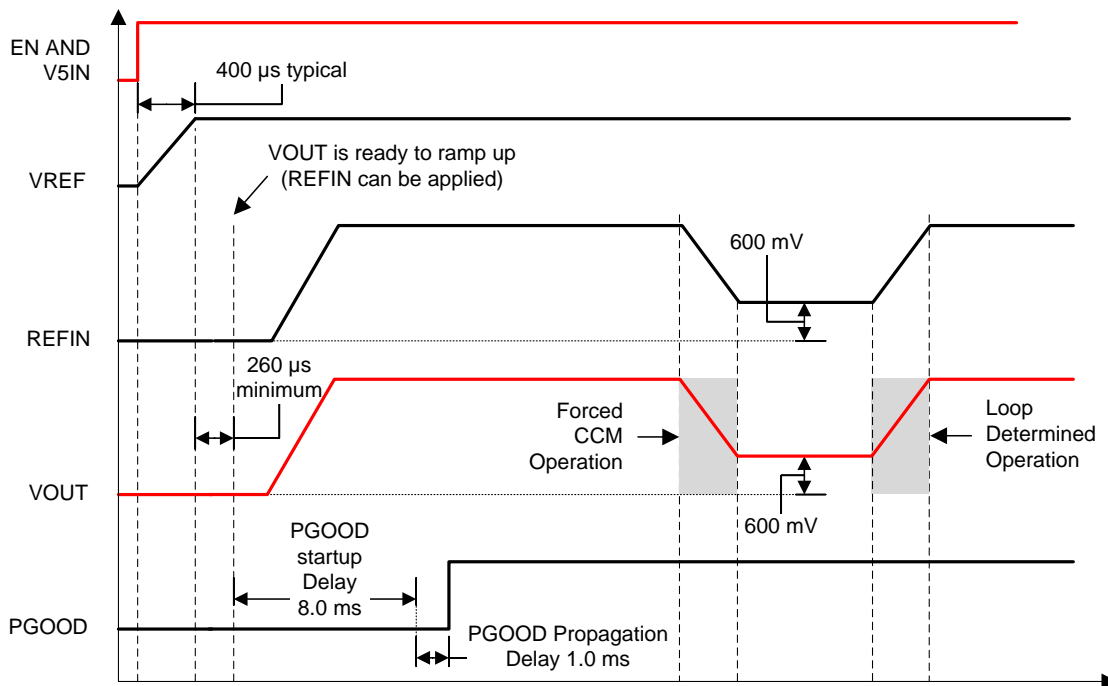 EN AND
V5IN
400 µs typical
VREF
VOUT is ready to ramp up
(REFIN can be applied)
600 mV
REFIN
260 µs
minimum
Forced
CCM
Operation
Loop
Determined
Operation
VOUT
600 mV
PGOOD
startup
Delay
8.0 ms
PGOOD
PGOOD Propagation
Delay 1.0 ms